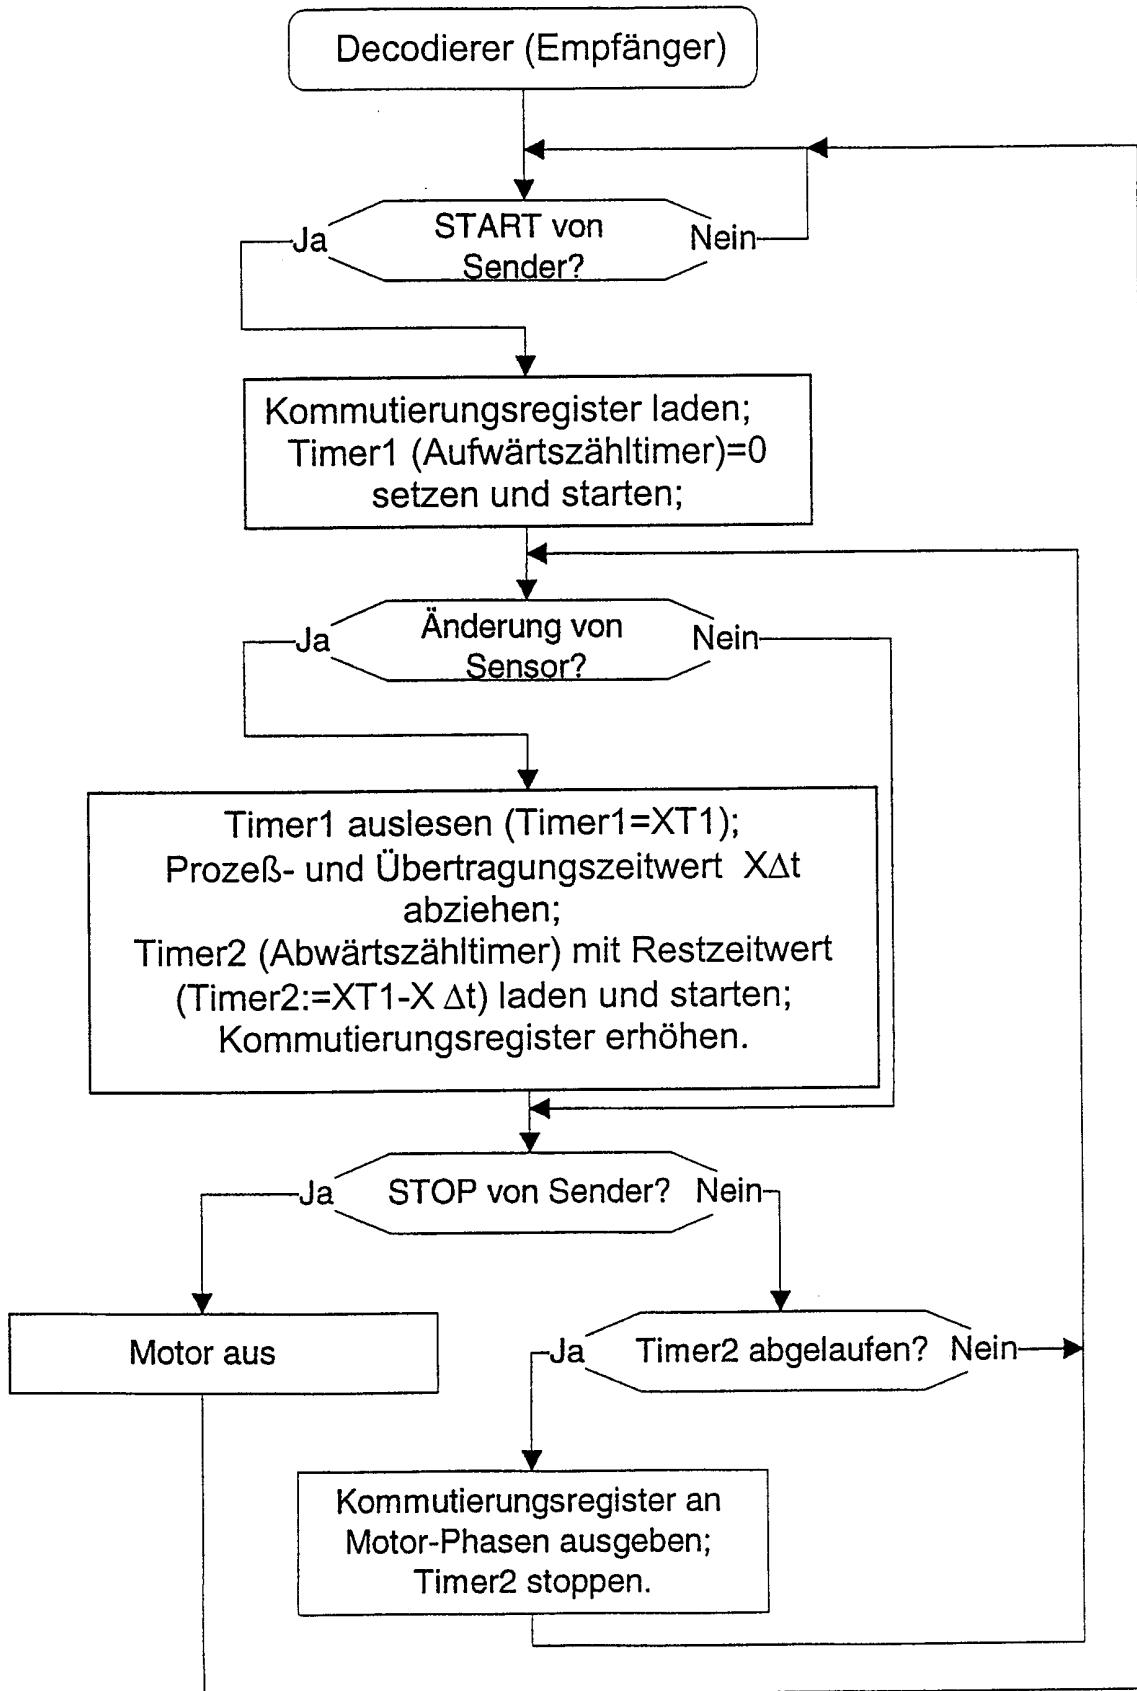 Decodierer (Empfänger)
START von
Ja
Nein
Sender?
Kommutierungsregister laden;
Timer1 (Aufwärtszähltimer)=0
setzen und starten;
Änderung von
Ja
Nein
Sensor?
Timer1 auslesen (Timer1=XT1);
Prozeß- und Übertragungszeitwert XΔt
abziehen;
Timer2 (Abwärtszähltimer) mit Restzeitwert
(Timer2:=XT1-X Δt) laden und starten;
Kommutierungsregister erhöhen.
Ja
STOP von Sender?
Nein
Motor aus
Ja
Timer2 abgelaufen?
Nein
Kommutierungsregister an
Motor-Phasen ausgeben;
Timer2 stoppen.